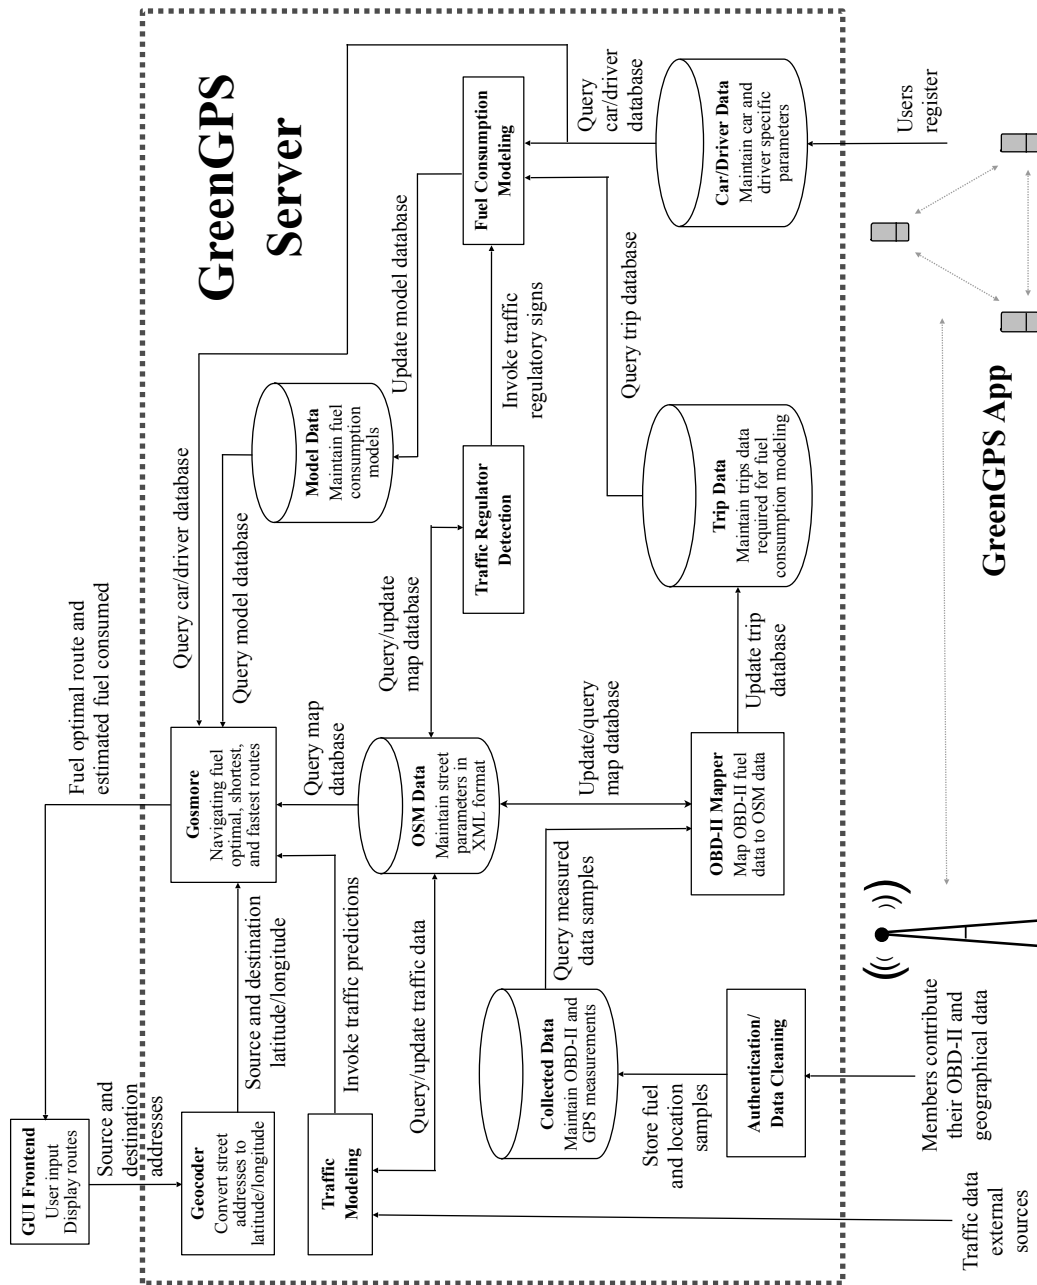 GUI Frontend
User input
Display routes
Source and
destination
addresses
Fuel optimal route and
estimated fuel consumed
GreenGPS
Server
Geocoder
Convert street
addresses to
latitude/longitude
Source and destination
latitude/longitude
Gosmore
Navigating fuel
optimal, shortest,
and fastest routes
Query car/driver database
Query model database
Traffic
Modeling
Invoke traffic predictions
Query/update traffic data
Query map
database
OSM Data
Maintain street
parameters in
XML format
Query/update
map database
Model Data
Maintain fuel
consumption
models
Update model database
Traffic Regulator
Detection
Invoke traffic
regulatory signs
Fuel Consumption
Modeling
Query
car/driver
database
Collected Data
Maintain OBD-II and
GPS measurements
Query measured
data samples
Update/query
map database
Query trip database
Store fuel
and location
samples
Authentication/
Data Cleaning
OBD-II Mapper
Map OBD-II fuel
data to OSM data
Update trip
database
Trip Data
Maintain trips data
required for fuel
consumption modeling
Car/Driver Data
Maintain car and
driver specific
parameters
Traffic data
external
sources
Members contribute
their OBD-II and
geographical data
GreenGPS App
Users
register